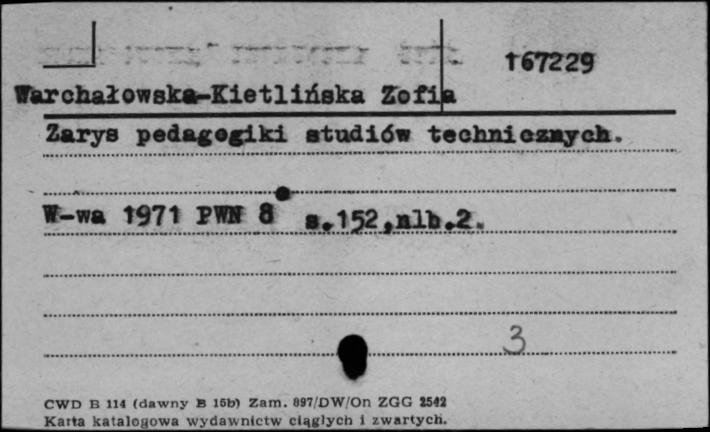 167229
Warchałowska-Kietlińska Zofia
Zarys pedagogiki studiów technicznych.
W-wa 1971 PWN 8 s.152,nlb.2.
3
CWD B 114 (dawny B 15b) Zam. 897/DW/On ZGG 2542
Karta katalogowa wydawnictw ciągłych i zwartych.